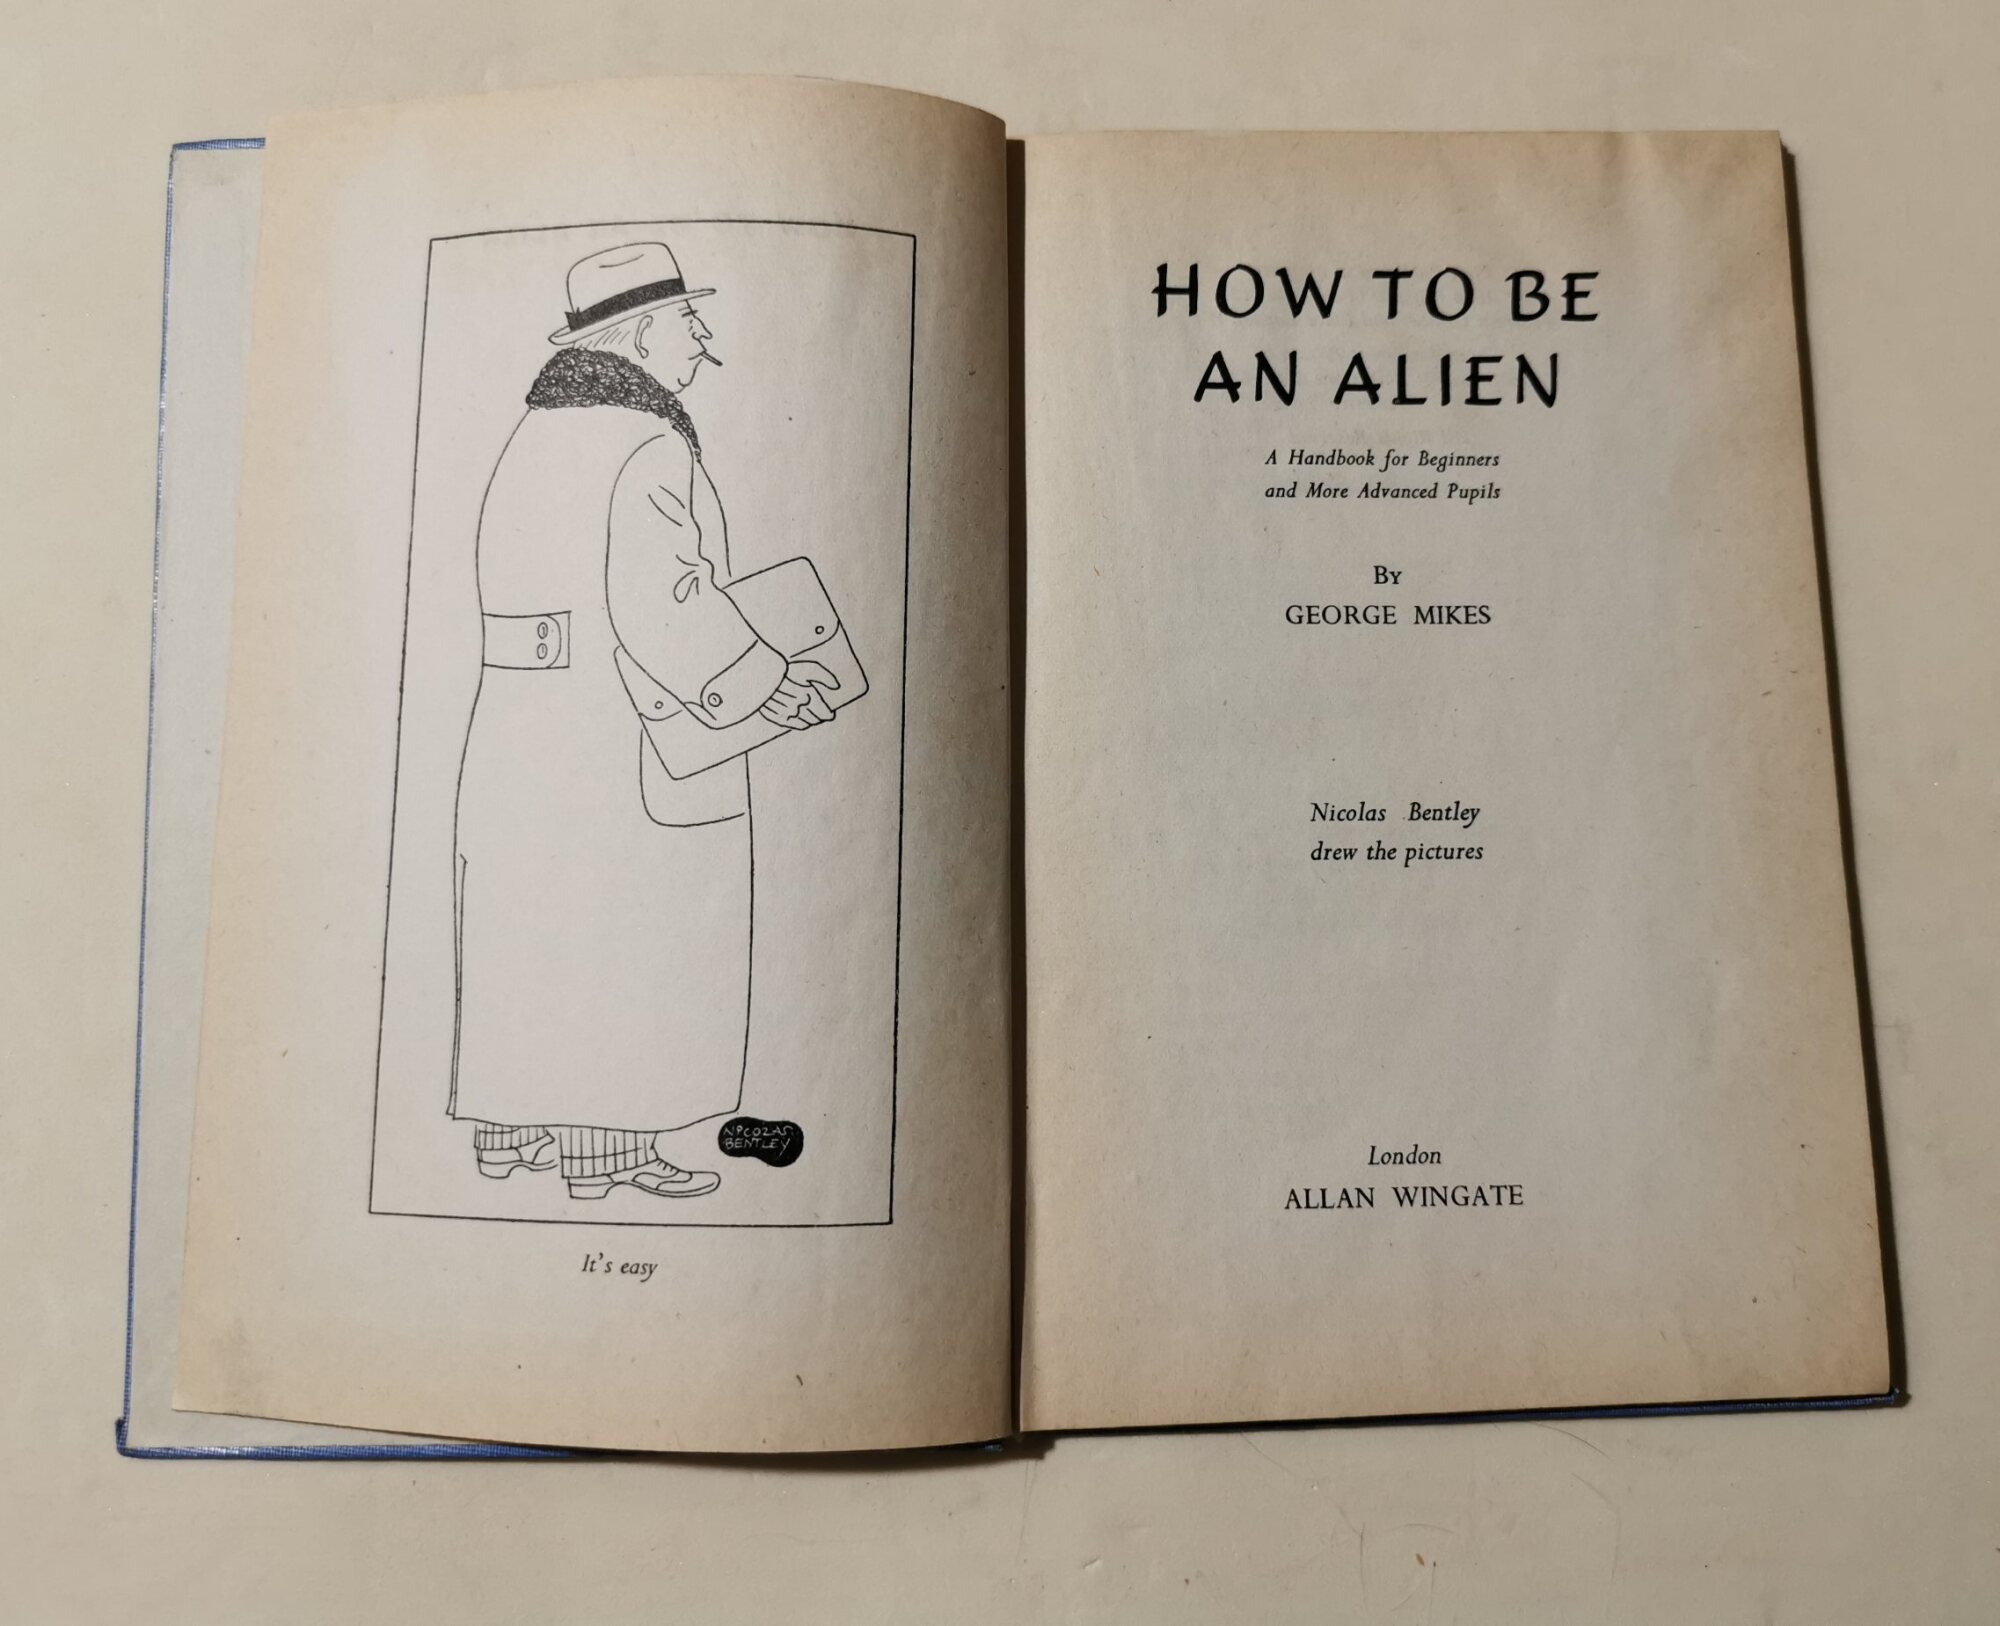 NICOLAS
BENTLEY
It's easy
HOW TO BE
AN ALIEN
A Handbook for Beginners
and More Advanced Pupils
By
GEORGE MIKES
Nicolas Bentley
drew the pictures
London
ALLAN WINGATE